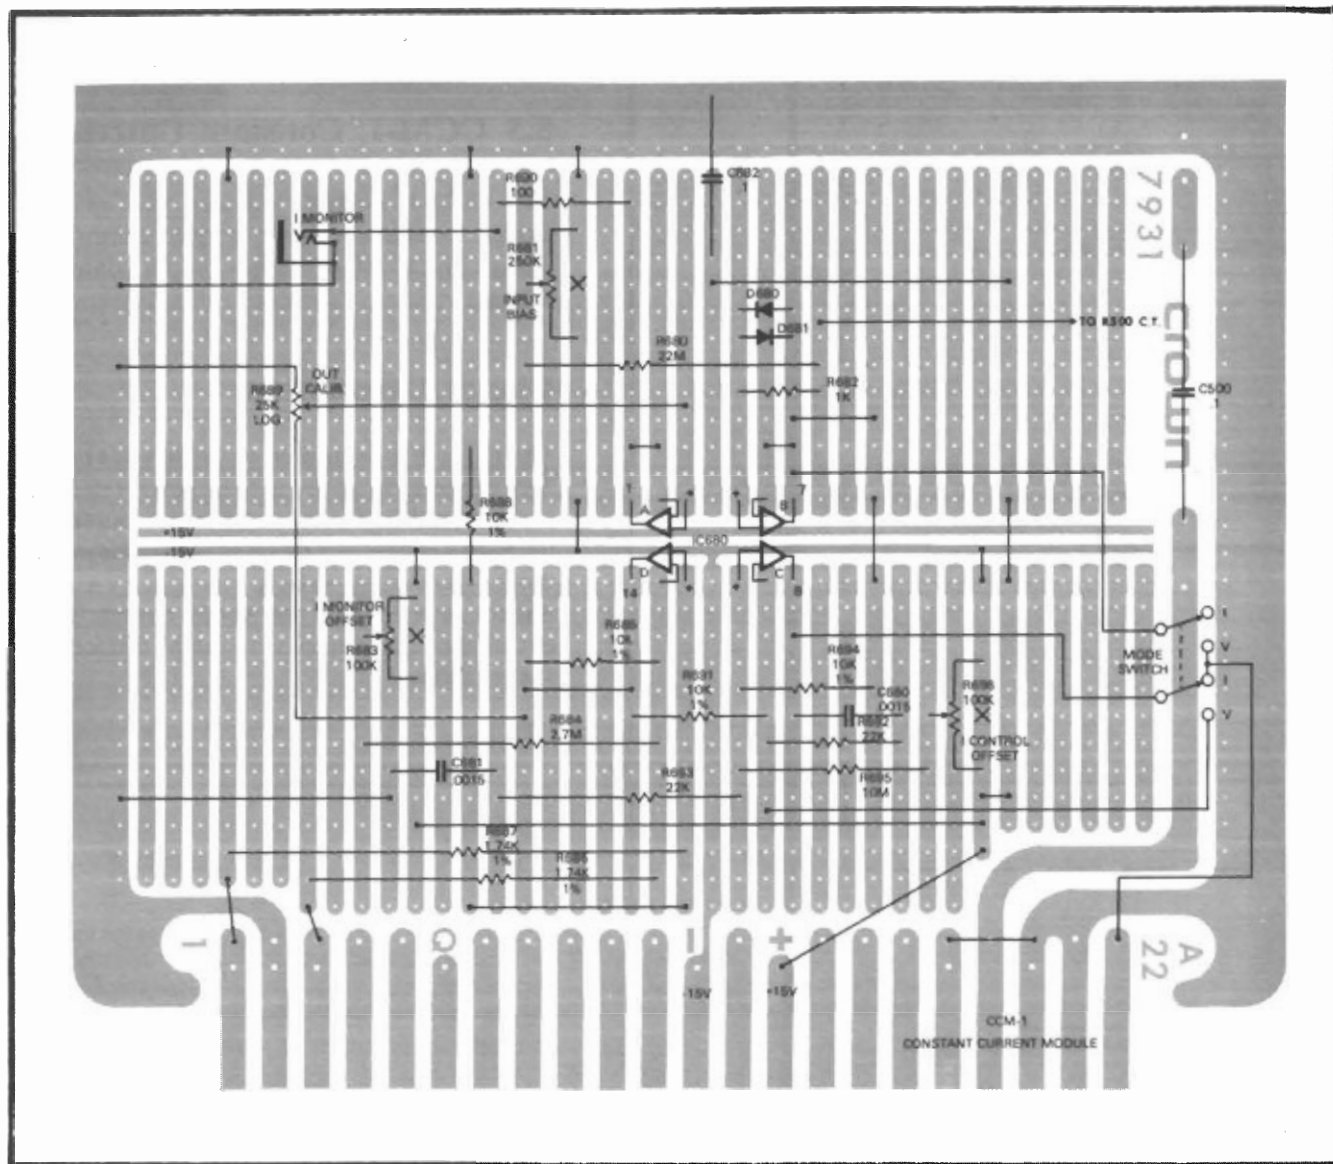 R690
100
C682
.1
7931
I MONITOR
R681
250K
INPUT
BIAS
D680
D681
TO R500 C.T.
crown
R680
22M
OUT
CALIB.
R689
25K
LOG
R682
1K
C500
.1
1
+
+
7
A
B
R688
10K
1%
+15V
-15V
IC680
D
C
14
+
+
8
I MONITOR
OFFSET
R683
100K
R685
10K
1%
I
V
I
V
MODE
SWITCH
R694
10K
1%
R691
10K
1%
C680
.0015
R696
100K
R684
2.7M
R692
22K
I CONTROL
OFFSET
C681
.0015
R693
22K
R695
10M
R687
1.74K
1%
R686
1.74K
1%
1
Q
-
+
A
22
-15V
+15V
CCM-1
CONSTANT CURRENT MODULE